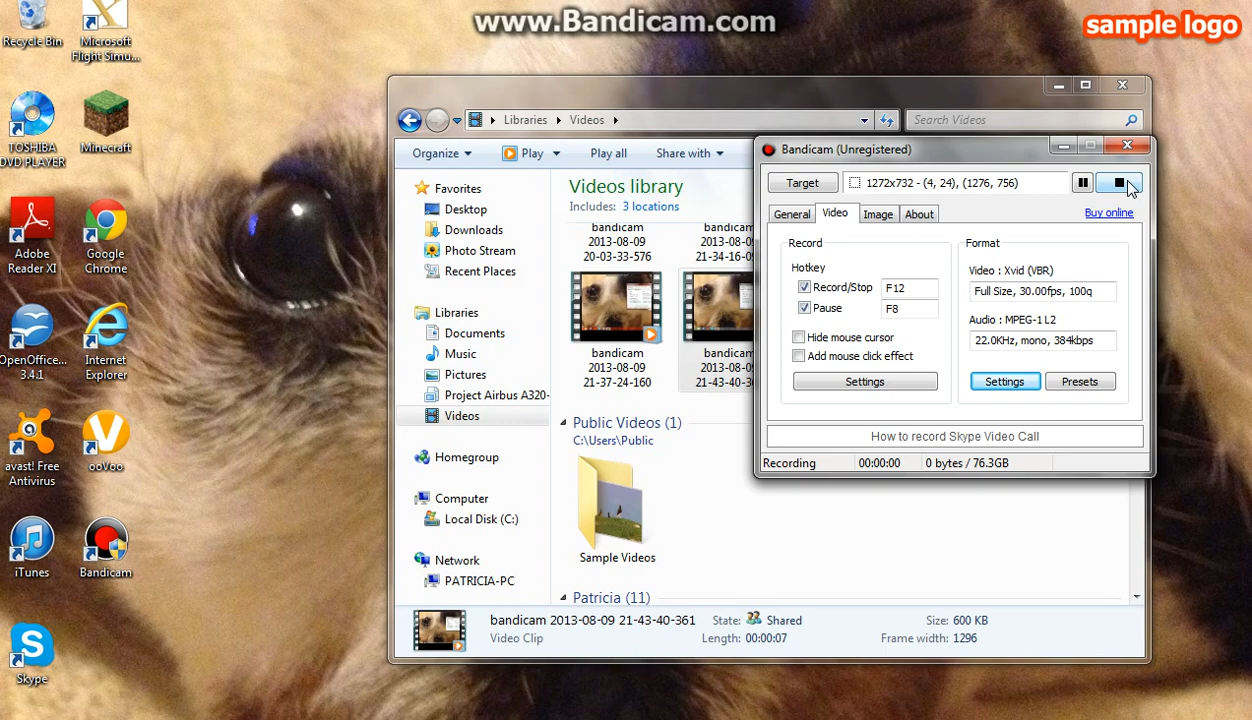 www.Bandicam.com
sample logo
Recycle Bin
Microsoft
Flight Simu...
TOSHIBA
DVD PLAYER
Minecraft
Adobe
Reader XI
Google
Chrome
OpenOffice...
3.4.1
Internet
Explorer
avast! Free
Antivirus
ooVoo
iTunes
Bandicam
Skype
Libraries
Videos
Search Videos
Organize
Play
Play all
Share with
Favorites
Desktop
Downloads
Photo Stream
Recent Places
Libraries
Documents
Music
Pictures
Project Airbus A320-
Videos
Homegroup
Computer
Local Disk (C:)
Network
PATRICIA-PC
Videos library
Includes: 3 locations
bandicam
2013-08-09
20-03-33-576
bandicam
2013-08-09
21-34-16-0
bandicam
2013-08-09
21-37-24-160
bandicam
2013-08-09
21-43-40-3
Public Videos (1)
C:\Users\Public
Sample Videos
Patricia (11)
bandicam 2013-08-09 21-43-40-361
Video Clip
State: Shared
Length: 00:00:07
Size: 600 KB
Frame width: 1296
Bandicam (Unregistered)
Target
1272x732 - (4, 24), (1276, 756)
General
Video
Image
About
Buy online
Record
Hotkey
Record/Stop F12
Pause F8
Hide mouse cursor
Add mouse click effect
Settings
Format
Video : Xvid (VBR)
Full Size, 30.00fps, 100q
Audio : MPEG-1 L2
22.0KHz, mono, 384kbps
Settings
Presets
How to record Skype Video Call
Recording
00:00:00
0 bytes / 76.3GB